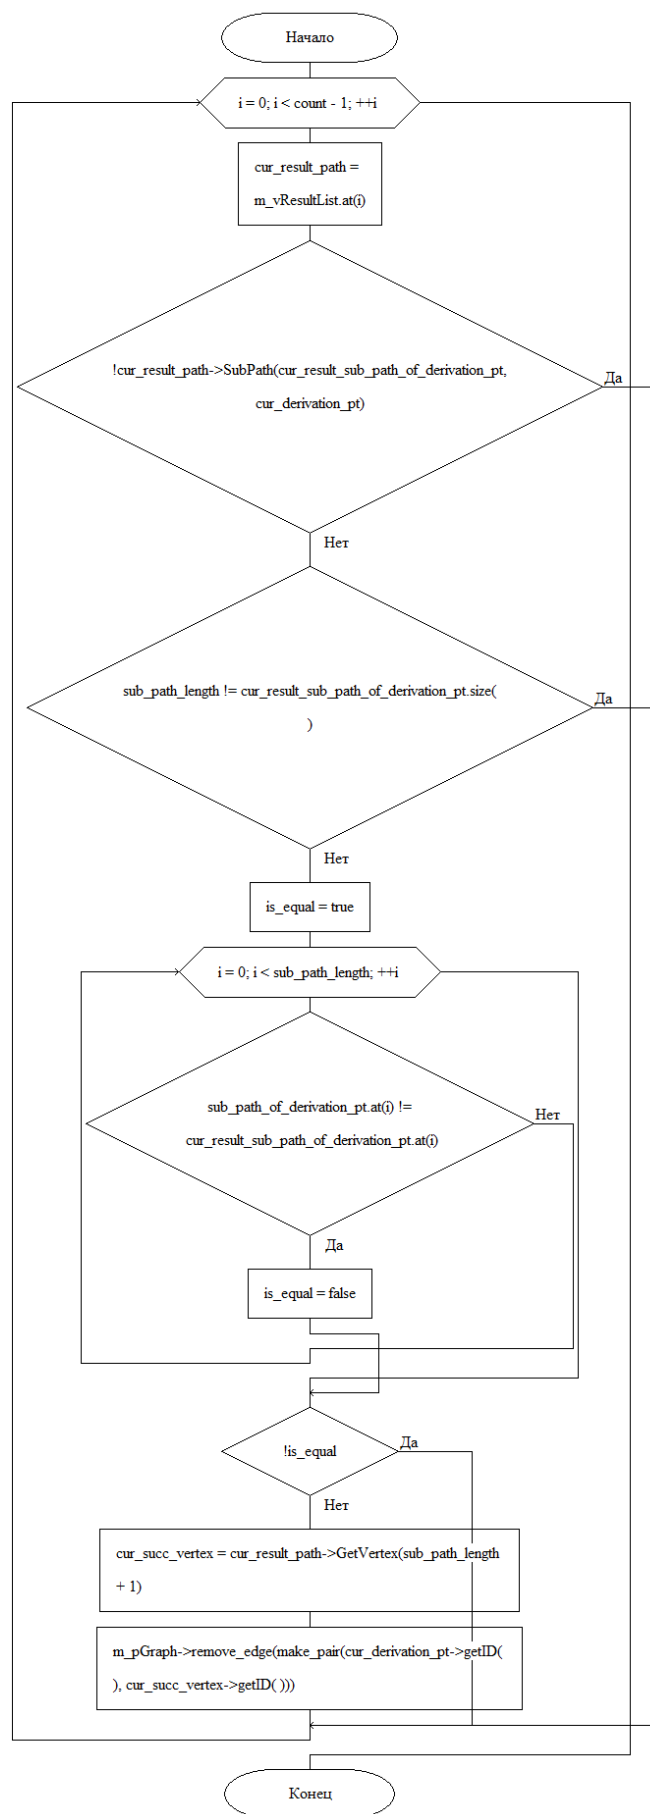 Начало
i = 0; i < count - 1; ++i
cur_result_path =
m_vResultList.at(i)
!cur_result_path->SubPath(cur_result_sub_path_of_derivation_pt,
cur_derivation_pt)
Да
Нет
sub_path_length != cur_result_sub_path_of_derivation_pt.size(
)
Да
Нет
is_equal = true
i = 0; i < sub_path_length; ++i
sub_path_of_derivation_pt.at(i) !=
cur_result_sub_path_of_derivation_pt.at(i)
Нет
Да
is_equal = false
!is_equal
Да
Нет
cur_succ_vertex = cur_result_path->GetVertex(sub_path_length
+ 1)
m_pGraph->remove_edge(make_pair(cur_derivation_pt->getID(
), cur_succ_vertex->getID( )))
Конец